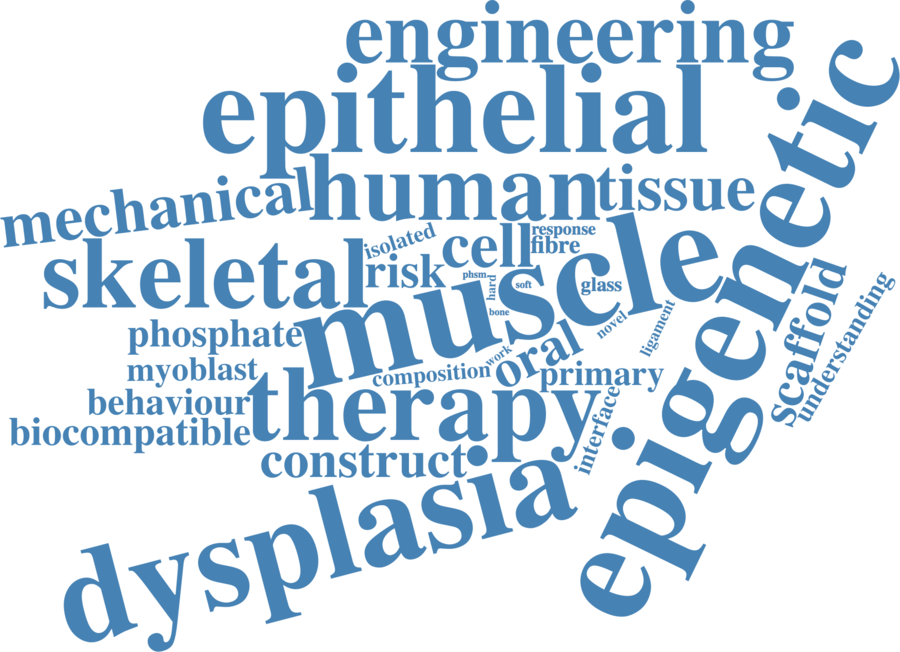 engineering
epithelial
epigenetic
human
tissue
mechanical
skeletal
isolated
cell
response
fibre
risk
muscle
phsm
hard
soft
glass
bone
novel
ligament
scaffold
understanding
phosphate
myoblast
work
oral
composition
primary
behaviour
therapy
biocompatible
interface
construct
dysplasia